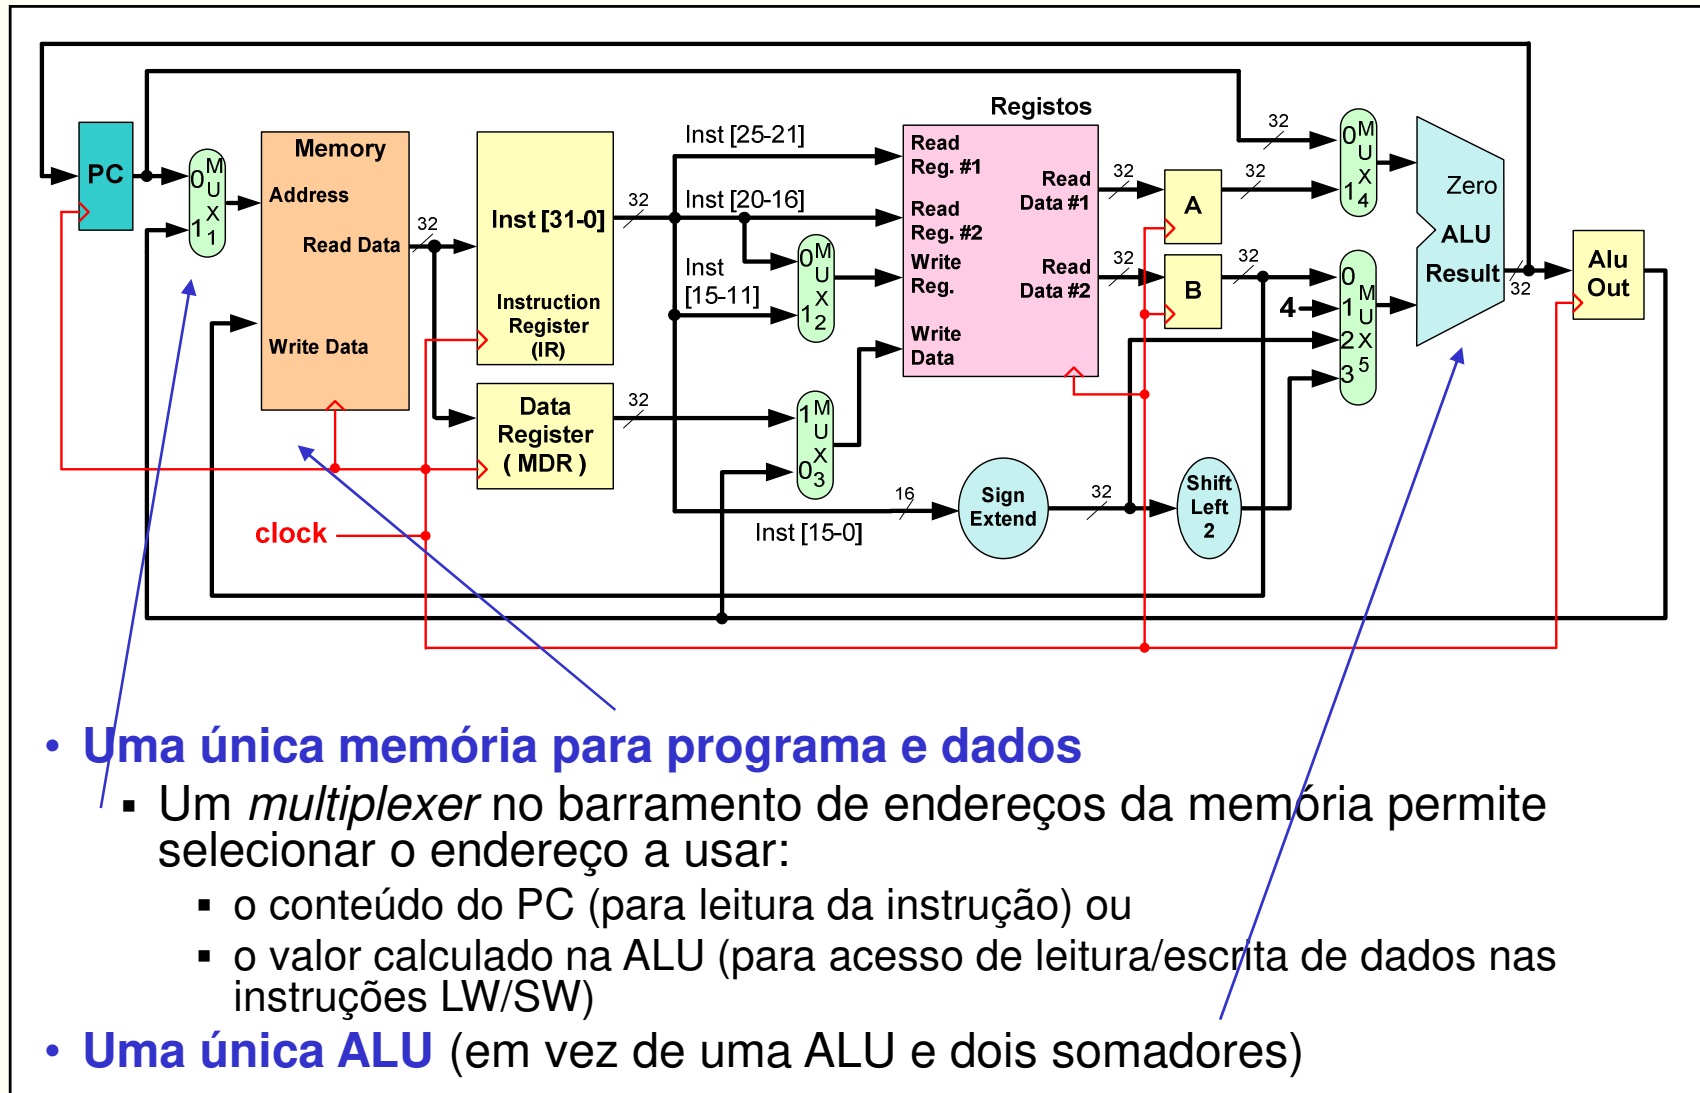 Registos
PC
0 MUX 1
1
Memory
Address
Read Data
Write Data
32
Inst [31-0]
Instruction
Register
(IR)
32
Data
Register
( MDR )
32
Inst [25-21]
Inst [20-16]
Inst
[15-11]
0 MUX 2
1
1 MUX 3
0
Read
Reg. #1
Read
Reg. #2
Write
Reg.
Write
Data
Read
Data #1
Read
Data #2
32
32
A
B
32
32
32
0 MUX 4
1
4
0
1
2
3
MUX 5
Zero
ALU
Result
32
Alu
Out
16
Inst [15-0]
Sign
Extend
32
Shift
Left
2
clock
• Uma única memória para programa e dados
▪ Um multiplexer no barramento de endereços da memória permite
selecionar o endereço a usar:
▪ o conteúdo do PC (para leitura da instrução) ou
▪ o valor calculado na ALU (para acesso de leitura/escrita de dados nas
instruções LW/SW)
• Uma única ALU (em vez de uma ALU e dois somadores)